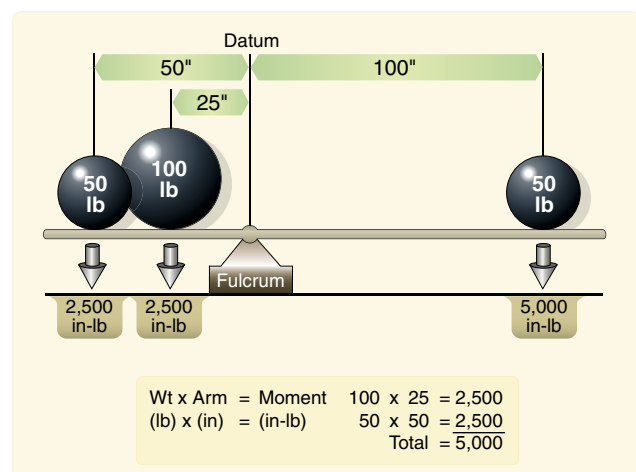 Datum
50"
100"
25"
50
lb
100
lb
50
lb
Fulcrum
2,500
in-lb
2,500
in-lb
5,000
in-lb
Wt x Arm = Moment 100 x 25 = 2,500
(lb) x (in) = (in-lb) 50 x 50 = 2,500
Total = 5,000